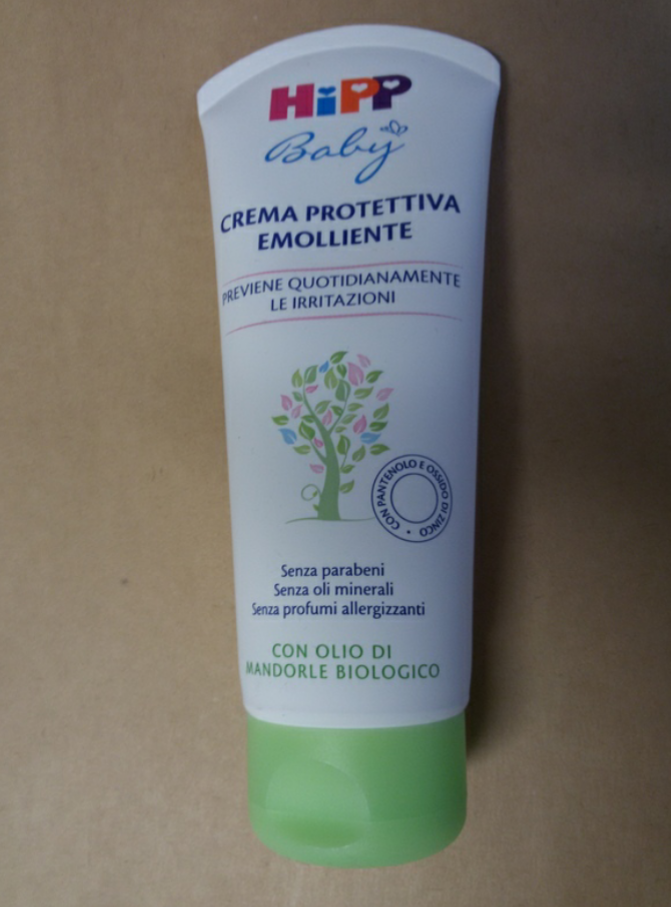 HiPP
Baby
CREMA PROTETTIVA
EMOLLIENTE
PREVIENE QUOTIDIANAMENTE
LE IRRITAZIONI
• CON PANTENOLO E OSSIDO DI ZINCO
Senza parabeni
Senza oli minerali
Senza profumi allergizzanti
CON OLIO DI
MANDORLE BIOLOGICO